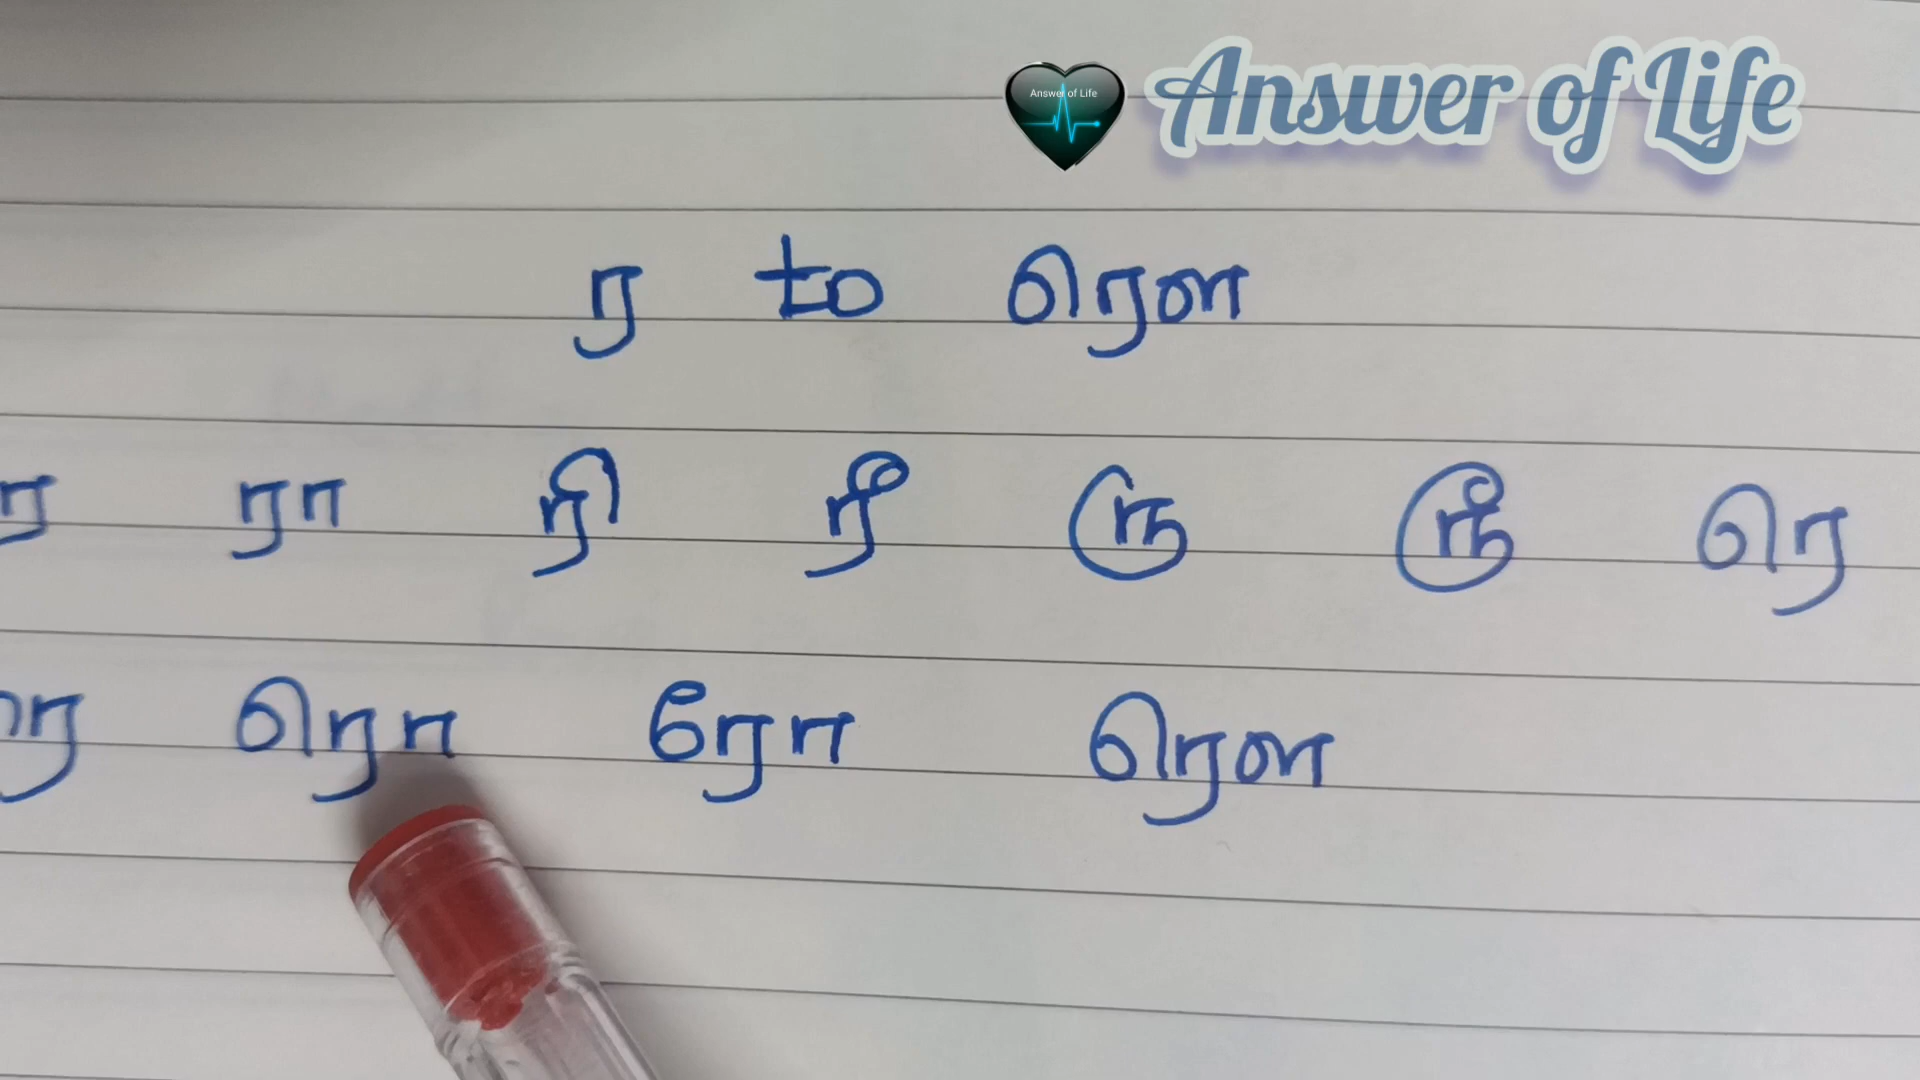 Answer of Life
Answer of Life
ர to ரௌ
ர ரா ரி ரீ ரு ரூ ரெ
ரை ரொ ரோ ரௌ